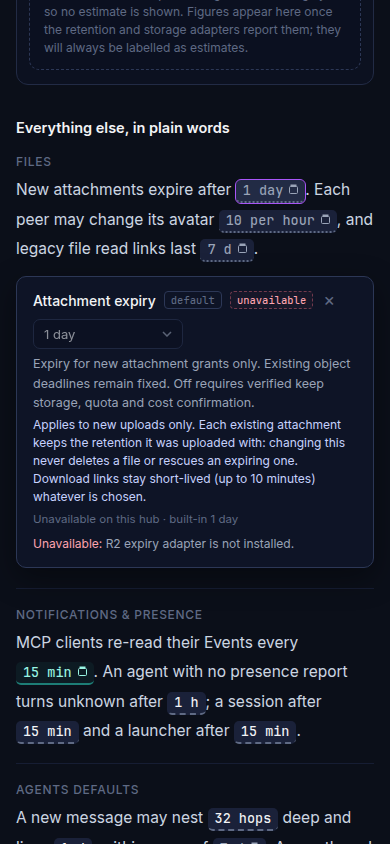 so no estimate is shown. Figures appear here once
the retention and storage adapters report them; they
will always be labelled as estimates.
Everything else, in plain words
FILES
New attachments expire after 1 day. Each
peer may change its avatar 10 per hour, and
legacy file read links last 7 d.
Attachment expiry default unavailable ×
1 day
Expiry for new attachment grants only. Existing object
deadlines remain fixed. Off requires verified keep
storage, quota and cost confirmation.
Applies to new uploads only. Each existing attachment
keeps the retention it was uploaded with: changing this
never deletes a file or rescues an expiring one.
Download links stay short-lived (up to 10 minutes)
whatever is chosen.
Unavailable on this hub · built-in 1 day
Unavailable: R2 expiry adapter is not installed.
NOTIFICATIONS & PRESENCE
MCP clients re-read their Events every
15 min. An agent with no presence report
turns unknown after 1 h; a session after
15 min and a launcher after 15 min.
AGENTS DEFAULTS
A new message may nest 32 hops deep and